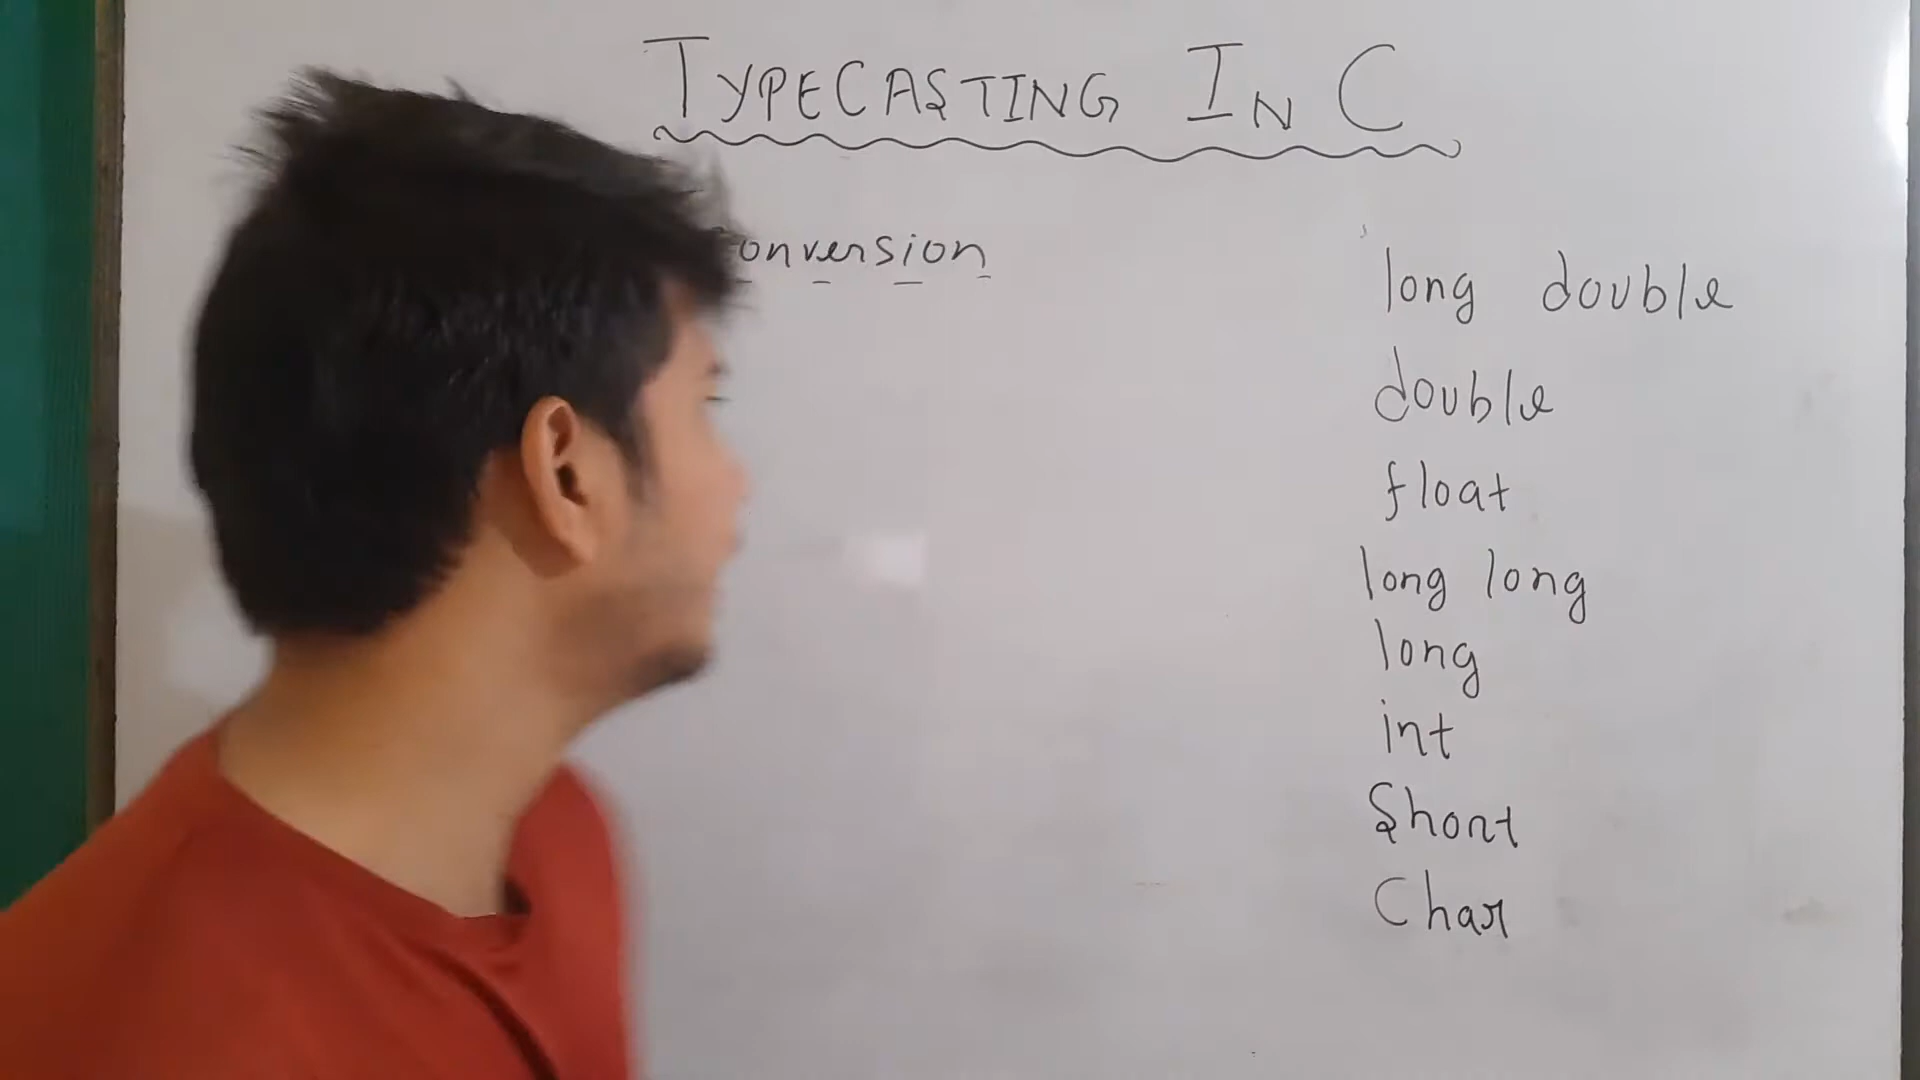 TYPECASTING IN C
onversion
long double
double
float
long long
long
int
Short
Char